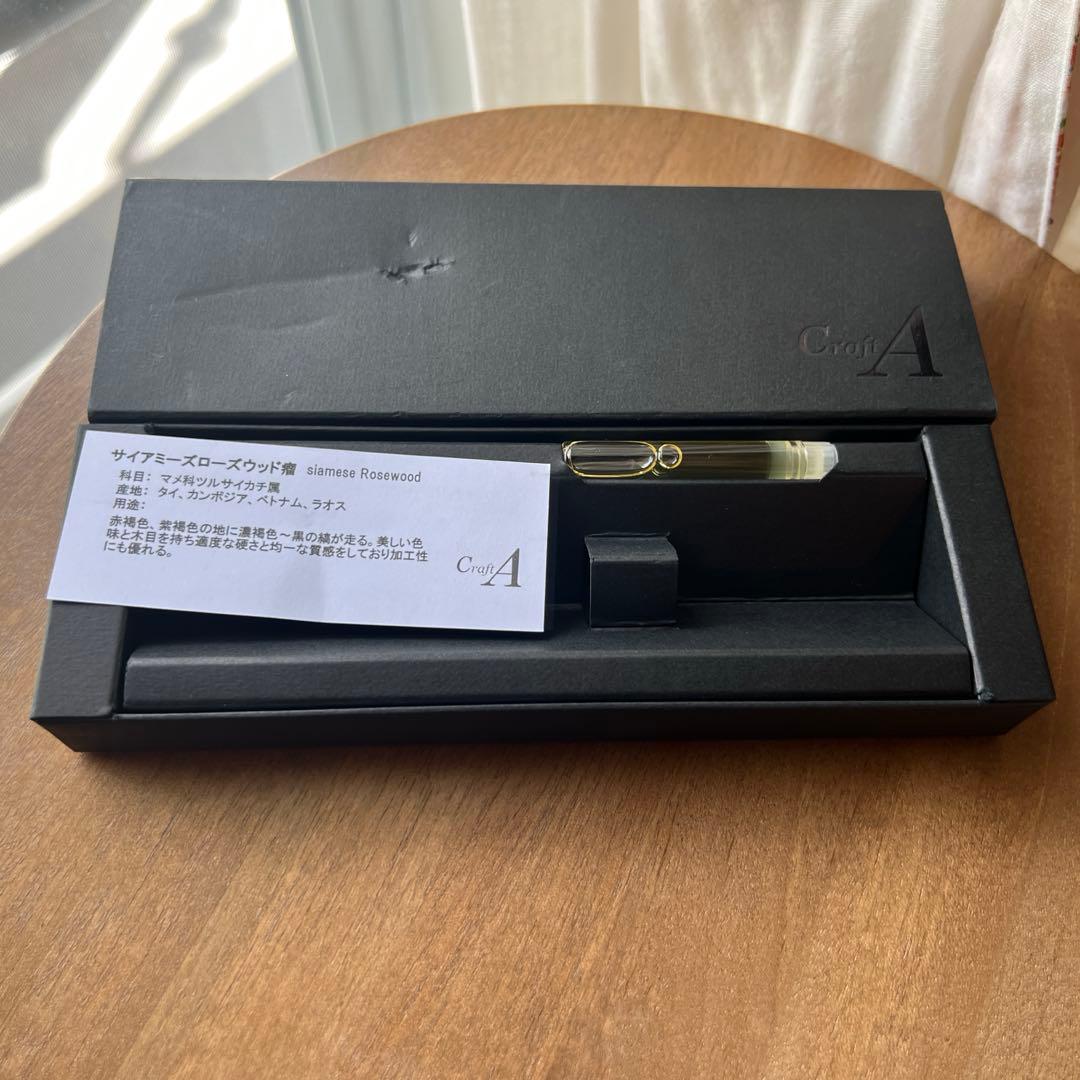 Craft A
サイアミーズローズウッド瘤 siamese Rosewood
科目: マメ科ツルサイカチ属
産地: タイ、カンボジア、ベトナム、ラオス
用途:
赤褐色、紫褐色の地に濃褐色～黒の縞が走る。美しい色
味と木目を持ち適度な硬さと均一な質感をしており加工性
にも優れる。
Craft A